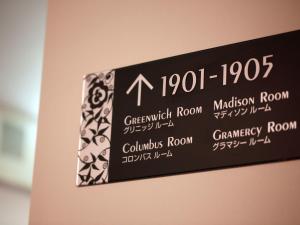 ↑ 1901-1905
Greenwich Room
グリニッジ ルーム
Madison Room
マディソン ルーム
Columbus Room
コロンバス ルーム
Gramercy Room
グラマシー ルーム